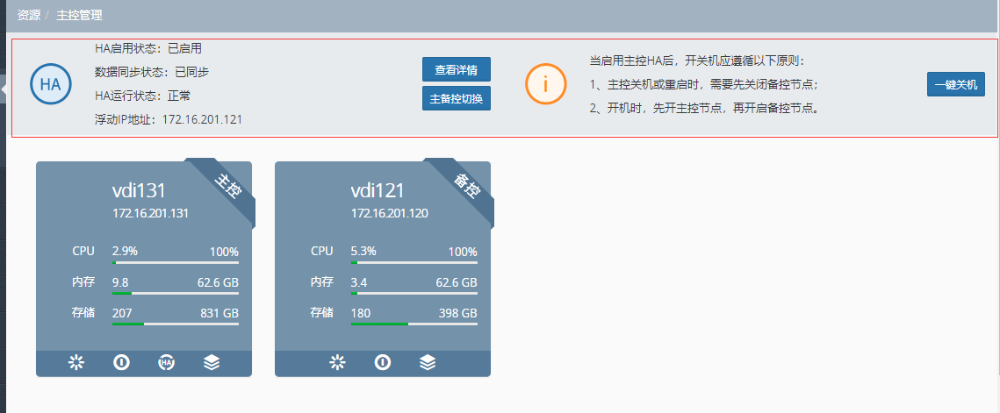 资源 / 主控管理
HA
HA启用状态：已启用
数据同步状态：已同步
HA运行状态：正常
浮动IP地址：172.16.201.121
查看详情
主备控切换
i
当启用主控HA后，开关机应遵循以下原则：
1、主控关机或重启时，需要先关闭备控节点；
2、开机时，先开主控节点，再开启备控节点。
一键关机
主控
vdi131
172.16.201.131
CPU 2.9% 100%
内存 9.8 62.6 GB
存储 207 831 GB
HA
备控
vdi121
172.16.201.120
CPU 5.3% 100%
内存 3.4 62.6 GB
存储 180 398 GB